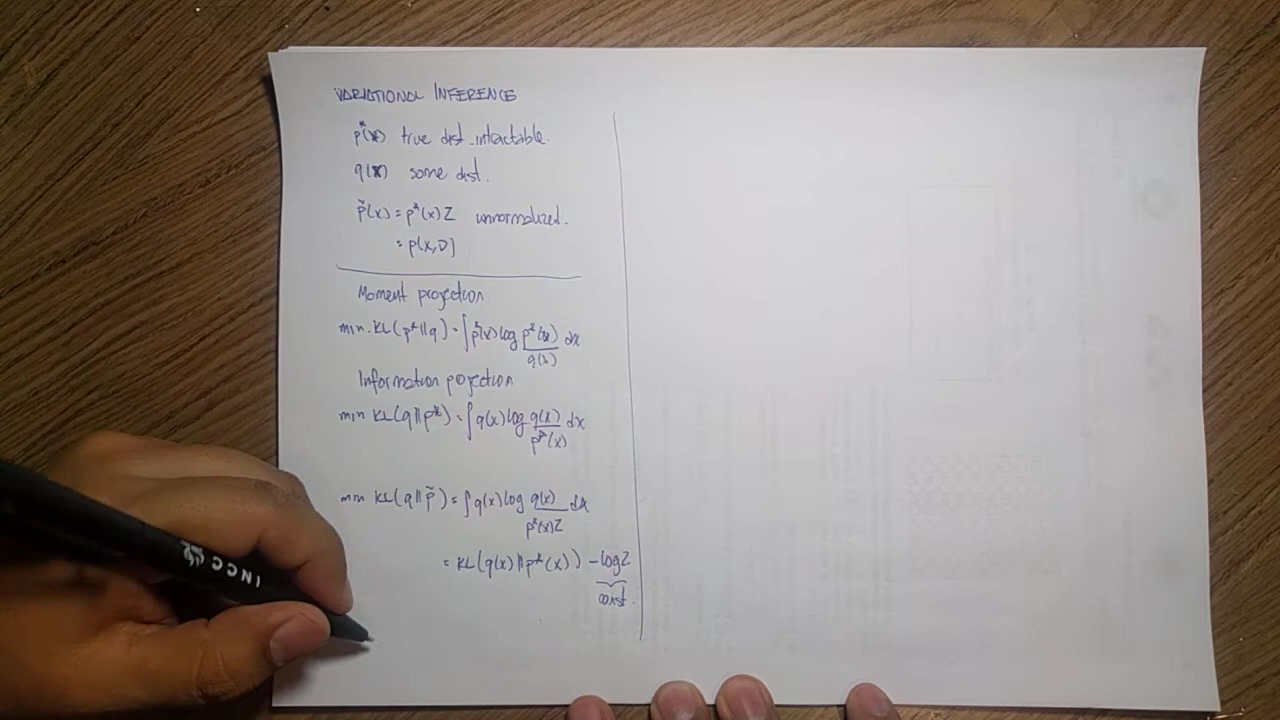 VARIATIONAL INFERENCE
p*(x) true dist. intractable.
q(x) some dist.
p̃(x) = p*(x)Z unnormalized.
= p(x,D)
Moment projection
min. KL(p*||q) = ∫p*(x) log p*(x)/q(x) dx
Information projection
min KL(q||p*) = ∫q(x) log q(x)/p*(x) dx
min KL(q||p̃) = ∫q(x) log q(x)/p*(x)Z dx
= KL(q(x)||p*(x)) - log Z
const.
INCC